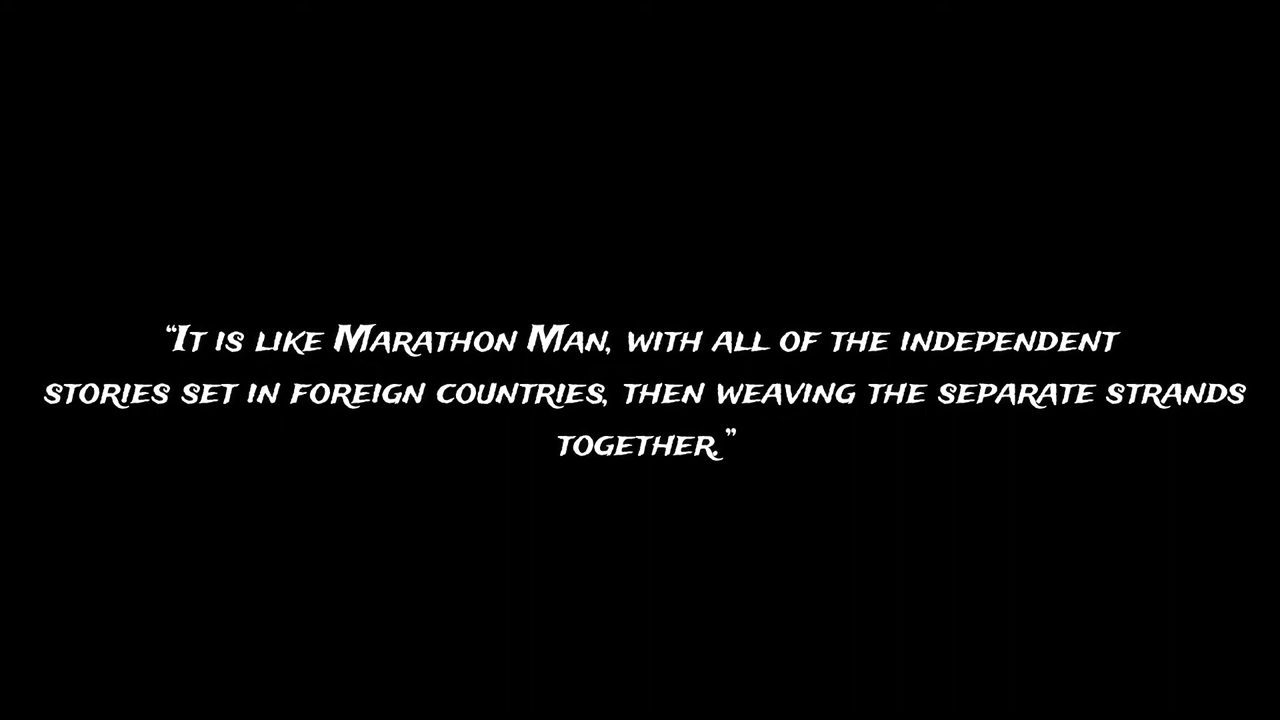 “It is like Marathon Man, with all of the independent
stories set in foreign countries, then weaving the separate strands
together.”